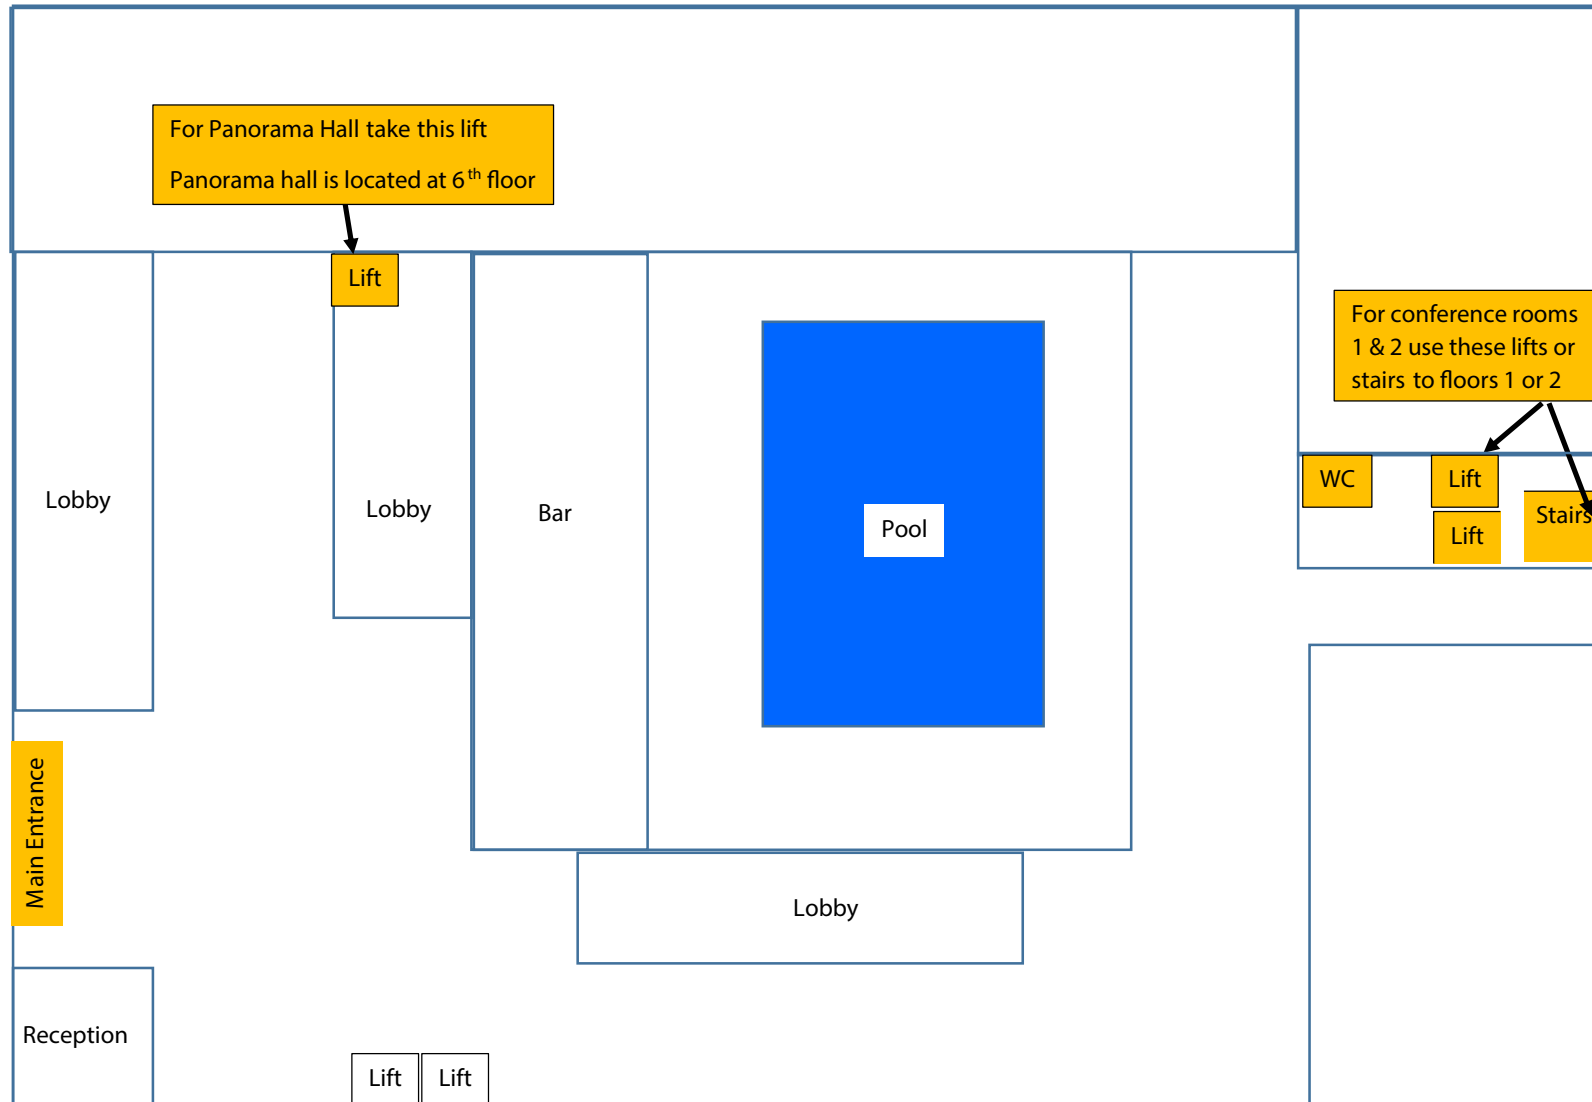 For Panorama Hall take this lift
Panorama hall is located at 6th floor
Lift
For conference rooms
1 & 2 use these lifts or
stairs to floors 1 or 2
WC
Lift
Lift
Stairs
Lobby
Lobby
Bar
Pool
Main Entrance
Lobby
Reception
Lift
Lift